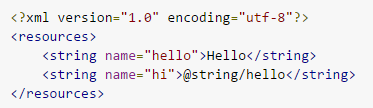 <?xml version="1.0" encoding="utf-8"?>
<resources>
    <string name="hello">Hello</string>
    <string name="hi">@string/hello</string>
</resources>